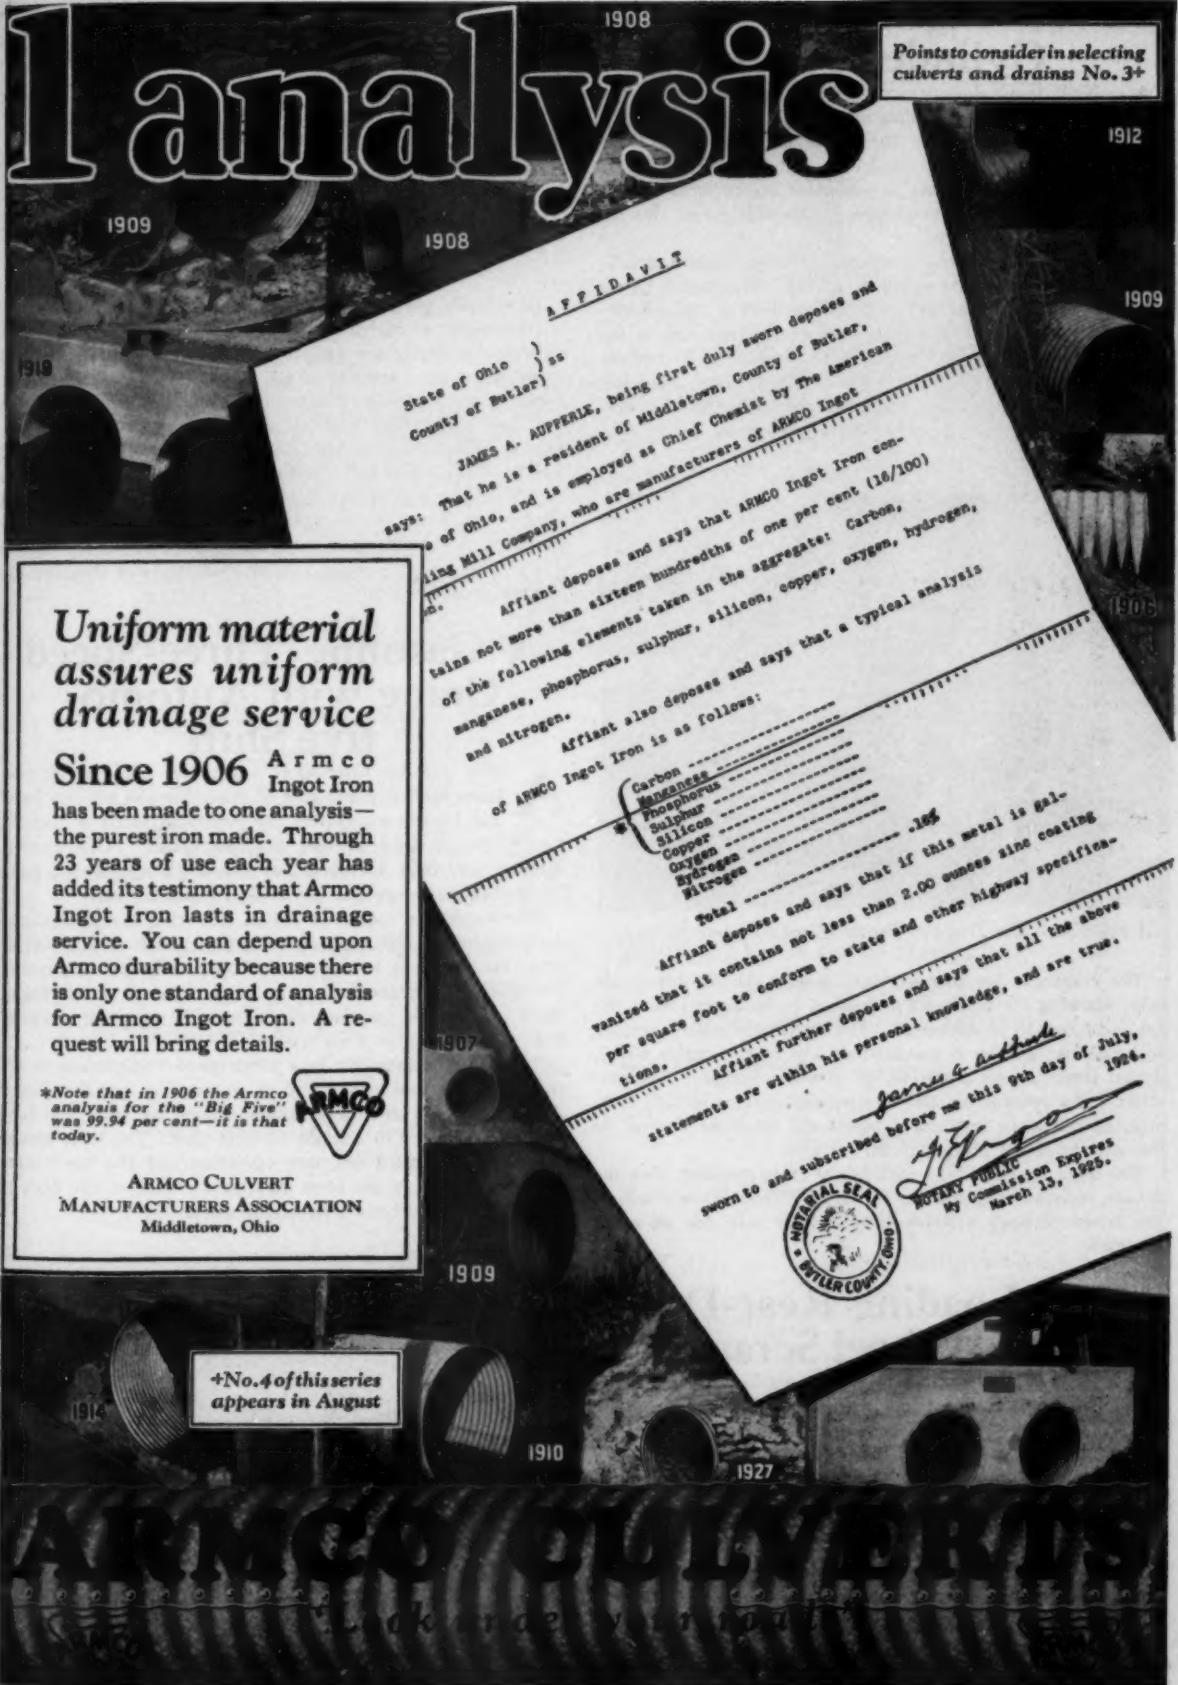 1908
1 analysis
Points to consider in selecting
culverts and drains: No. 3+
1912
1909
1908
1909
1910
1906
AFFIDAVIT
State of Ohio )
) ss
County of Butler)
JAMES A. AUPPERLE, being first duly sworn deposes and
says: That he is a resident of Middletown, County of Butler,
e of Ohio, and is employed as Chief Chemist by The American
ling Mill Company, who are manufacturers of ARMCO Ingot
n.
Affiant deposes and says that ARMCO Ingot Iron con-
tains not more than sixteen hundredths of one per cent (16/100)
of the following elements taken in the aggregate: Carbon,
manganese, phosphorus, sulphur, silicon, copper, oxygen, hydrogen,
and nitrogen.
Affiant also deposes and says that a typical analysis
of ARMCO Ingot Iron is as follows:
* Carbon
Manganese
Phosphorus
Sulphur
Silicon
Copper
Oxygen
Hydrogen
Nitrogen
Total .16%
Affiant deposes and says that if this metal is gal-
vanized that it contains not less than 2.00 ounces zinc coating
per square foot to conform to state and other highway specifica-
tions.
Affiant further deposes and says that all the above
statements are within his personal knowledge, and are true.
James A Aupperle
sworn to and subscribed before me this 9th day of July,
1924.
NOTARY PUBLIC
My Commission Expires
March 13, 1925.
NOTARIAL SEAL
BUTLER COUNTY, OHIO.
Uniform material
assures uniform
drainage service
Since 1906 Armco
Ingot Iron
has been made to one analysis—
the purest iron made. Through
23 years of use each year has
added its testimony that Armco
Ingot Iron lasts in drainage
service. You can depend upon
Armco durability because there
is only one standard of analysis
for Armco Ingot Iron. A re-
quest will bring details.
*Note that in 1906 the Armco
analysis for the "Big Five"
was 99.94 per cent—it is that
today.
ARMCO
ARMCO CULVERT
MANUFACTURERS ASSOCIATION
Middletown, Ohio
1907
1909
+No. 4 of this series
appears in August
1914
1910
1927
ARMCO CULVERTS
ARMCO